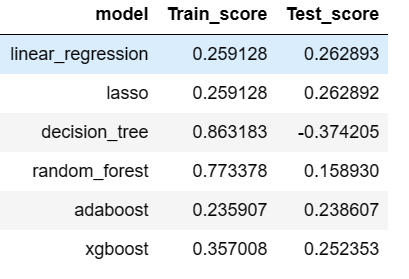 model Train_score Test_score
linear_regression 0.259128 0.262893
lasso 0.259128 0.262892
decision_tree 0.863183 -0.374205
random_forest 0.773378 0.158930
adaboost 0.235907 0.238607
xgboost 0.357008 0.252353